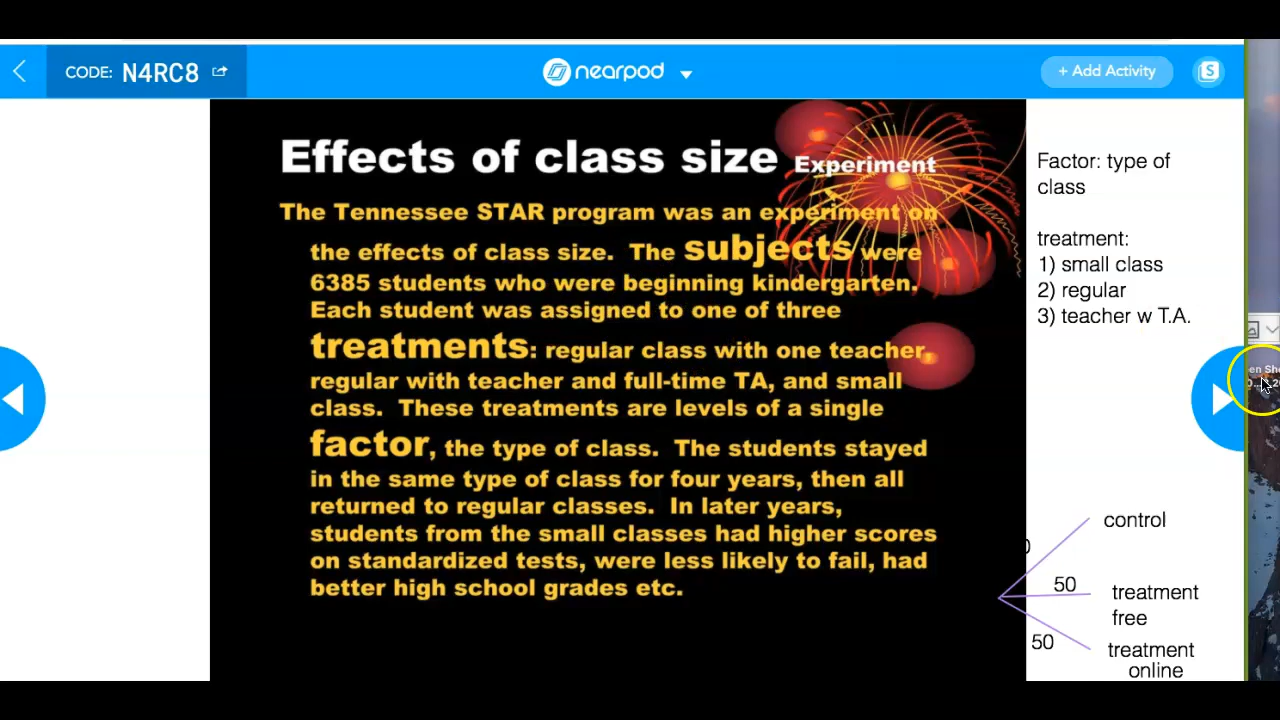 CODE: N4RC8
nearpod
+ Add Activity
S
Effects of class size Experiment
The Tennessee STAR program was an experiment on
the effects of class size. The subjects were
6385 students who were beginning kindergarten.
Each student was assigned to one of three
treatments: regular class with one teacher,
regular with teacher and full-time TA, and small
class. These treatments are levels of a single
factor, the type of class. The students stayed
in the same type of class for four years, then all
returned to regular classes. In later years,
students from the small classes had higher scores
on standardized tests, were less likely to fail, had
better high school grades etc.
Factor: type of
class
treatment:
1) small class
2) regular
3) teacher w T.A.
control
50
treatment
free
50
treatment
online